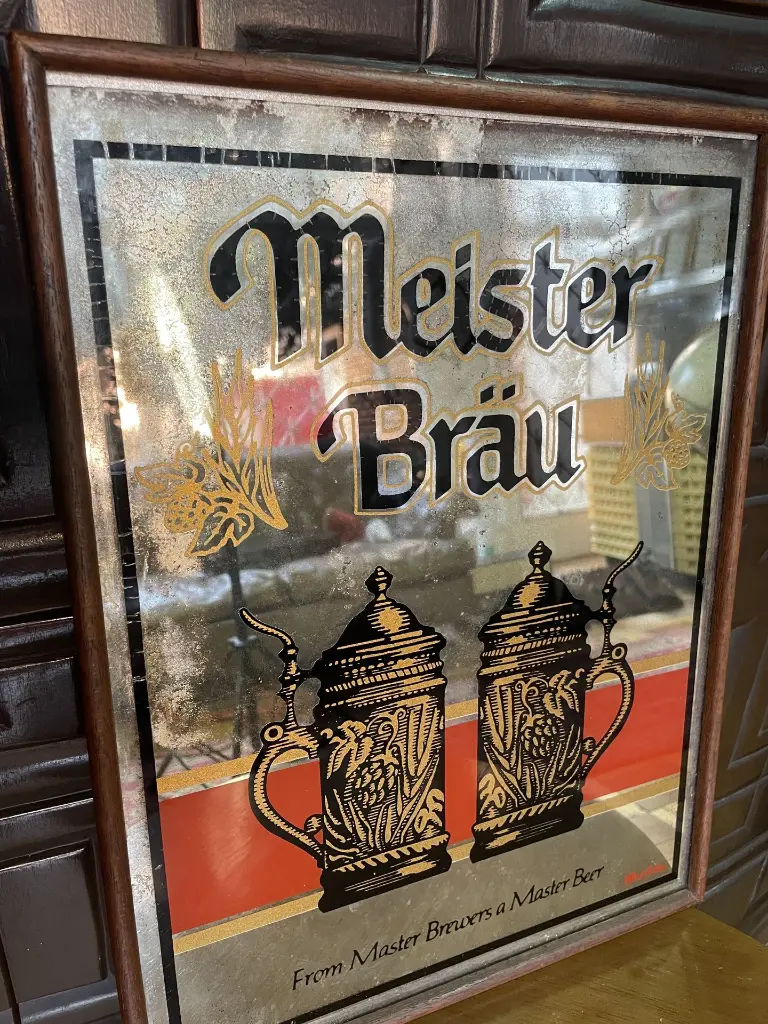 Meister
Bräu
From Master Brewers a Master Beer